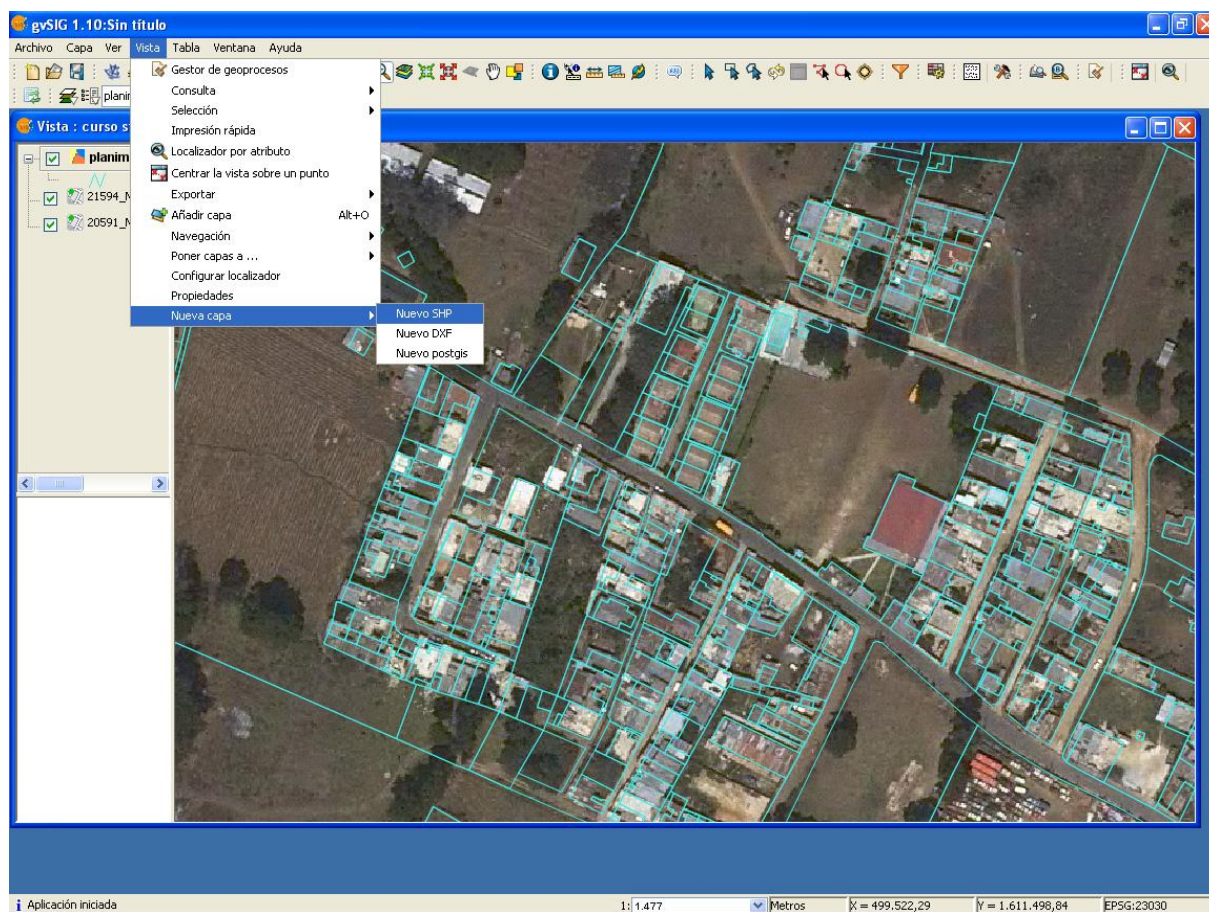 gvSIG 1.10:Sin título
Archivo Capa Ver Vista Tabla Ventana Ayuda
Gestor de geoprocesos
Consulta
Selección
Impresión rápida
Localizador por atributo
Centrar la vista sobre un punto
Exportar
Añadir capa Alt+O
Navegación
Poner capas a ...
Configurar localizador
Propiedades
Nueva capa
Nuevo SHP
Nuevo DXF
Nuevo postgis
planim
Vista : curso s
planim
21594_N
20591_N
Aplicación iniciada
1: 1.477
Metros
X = 499.522,29
Y = 1.611.498,84
EPSG:23030